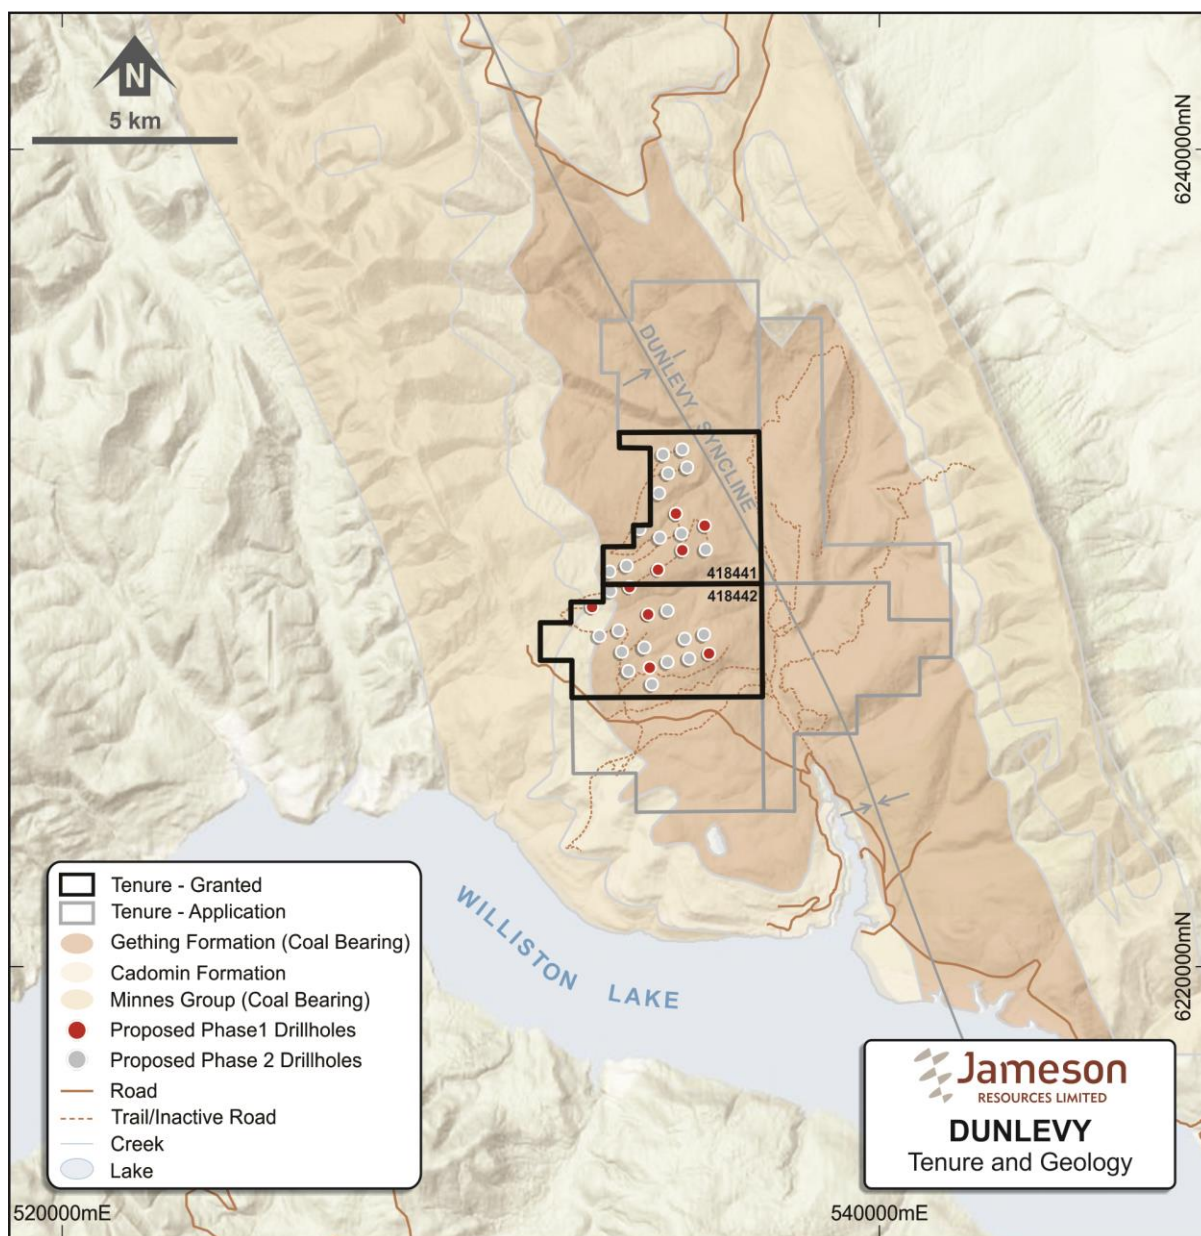 N
5 km
6240000mN
DUNLEVY SYNCLINE
418441
418442
WILLISTON LAKE
6220000mN
Tenure - Granted
Tenure - Application
Gething Formation (Coal Bearing)
Cadomin Formation
Minnes Group (Coal Bearing)
Proposed Phase1 Drillholes
Proposed Phase 2 Drillholes
Road
Trail/Inactive Road
Creek
Lake
Jameson
RESOURCES LIMITED
DUNLEVY
Tenure and Geology
520000mE
540000mE